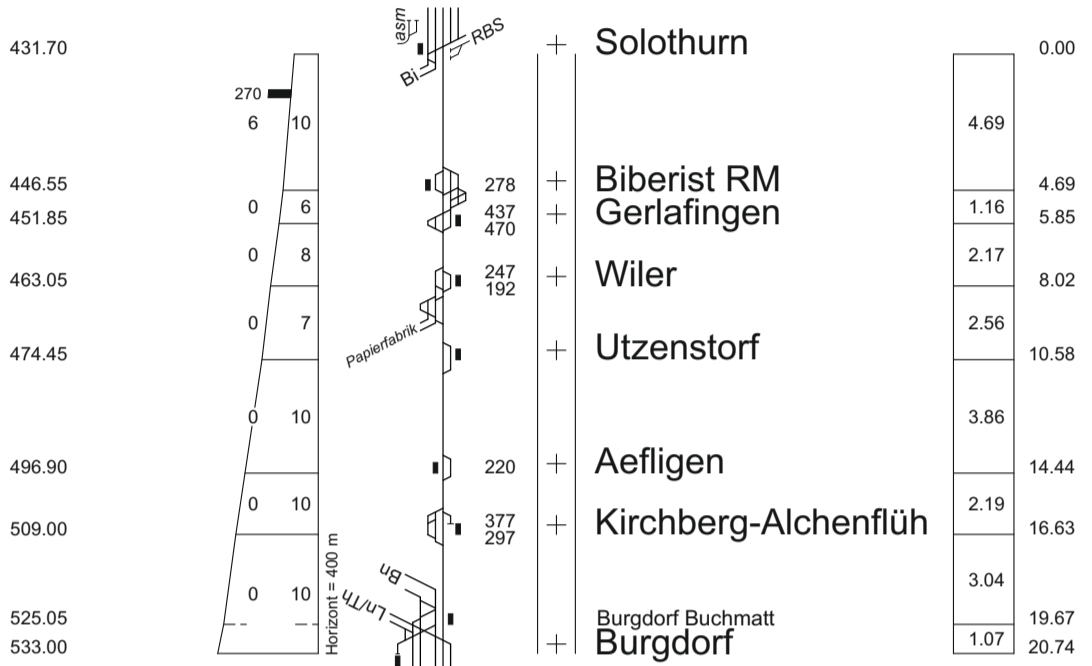 asm
431.70 RBS + Solothurn 0.00
Bi
270
6 10 4.69
446.55 278 + Biberist RM 4.69
0 6 1.16
451.85 437 + Gerlafingen 5.85
470
0 8 2.17
247
463.05 192 + Wiler 8.02
0 7 2.56
Papierfabrik
474.45 + Utzenstorf 10.58
0 10 3.86
496.90 220 + Aefligen 14.44
0 10 2.19
377
509.00 297 + Kirchberg-Alchenflüh 16.63
Horizont = 400 m
Bn
0 10 3.04
Ln/Th
525.05 Burgdorf Buchmatt 19.67
533.00 + Burgdorf 1.07 20.74